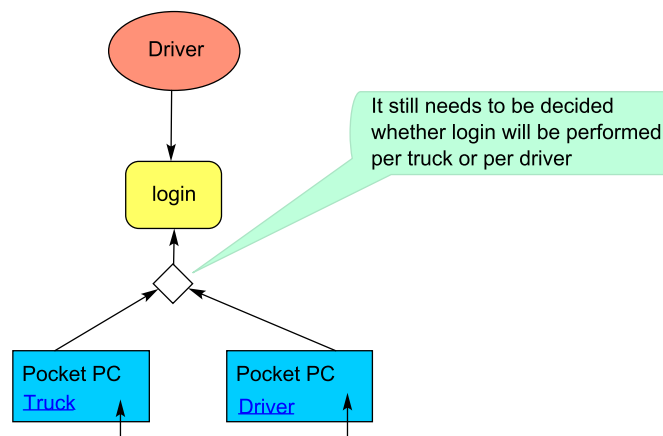 Driver
It still needs to be decided
whether login will be performed
per truck or per driver
login
Pocket PC
Truck
Pocket PC
Driver